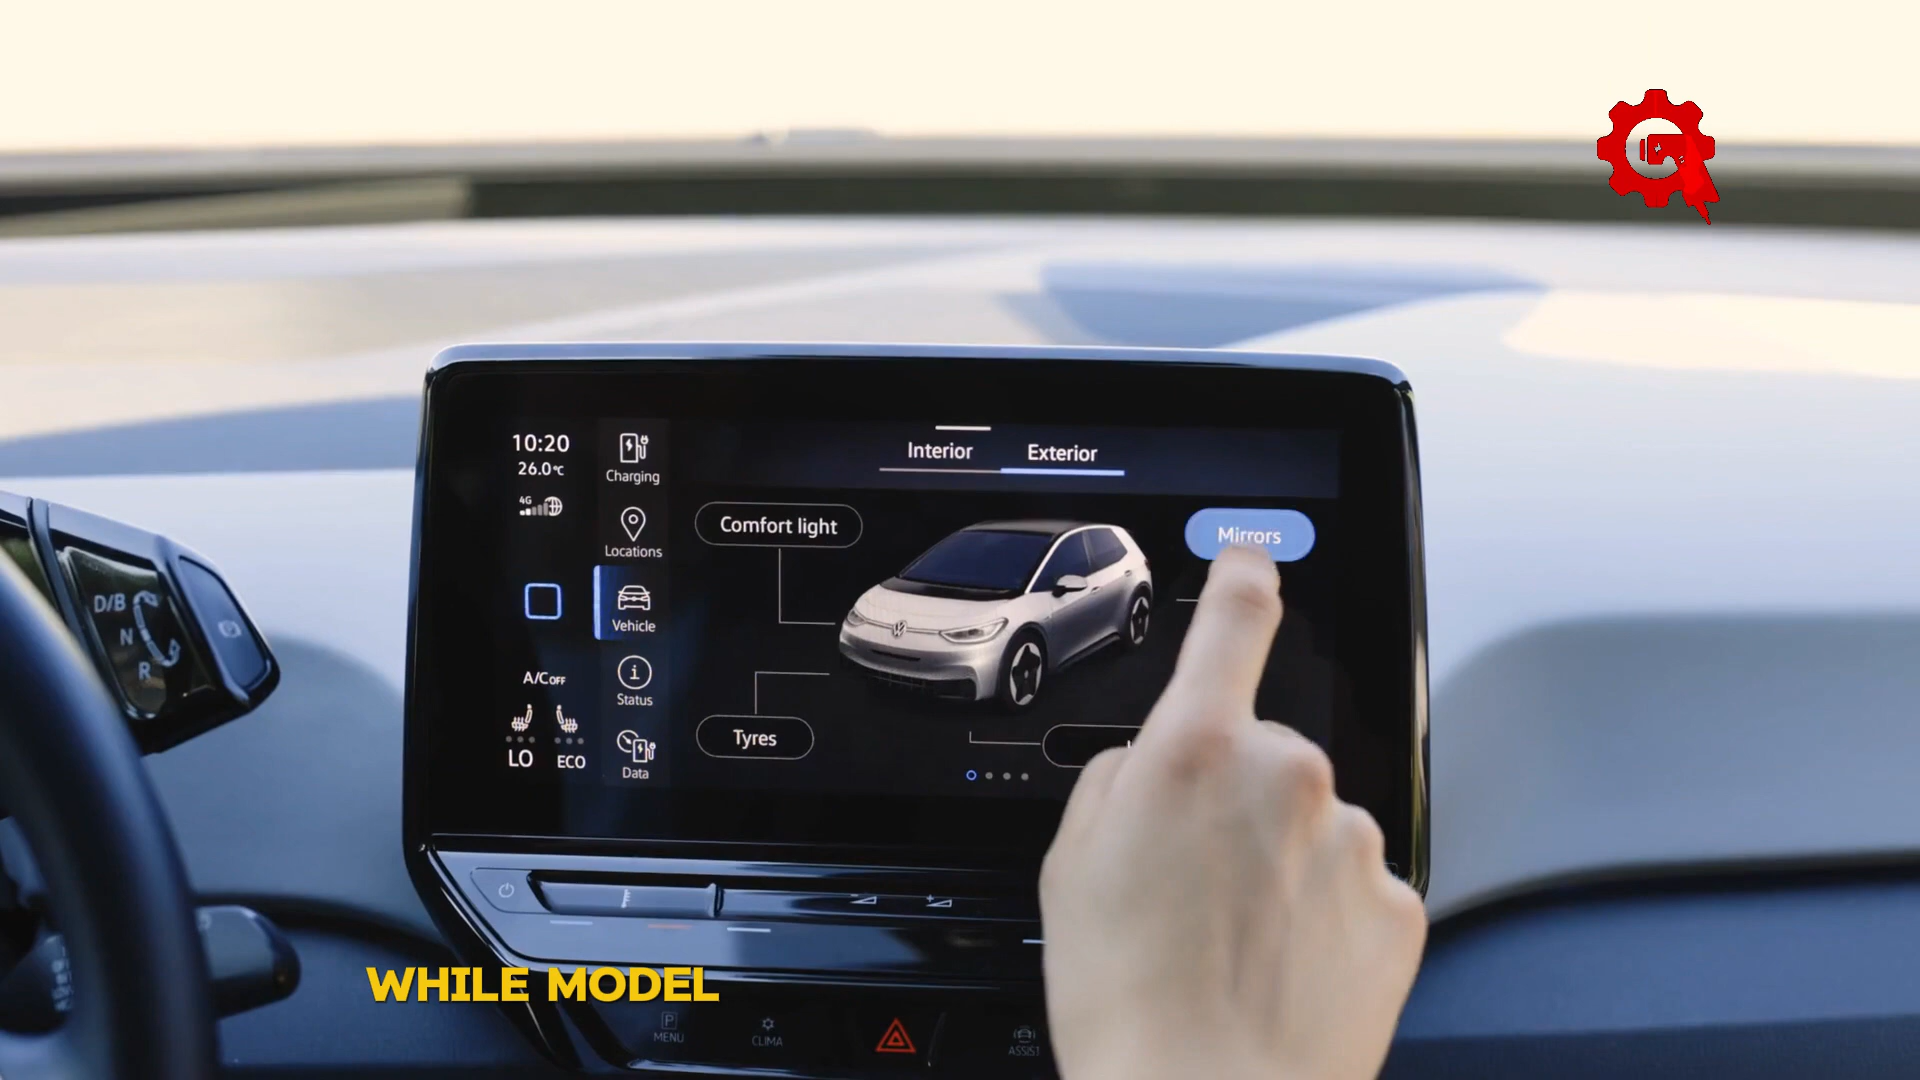 10:20
26.0°C
4G
Charging
Locations
Vehicle
Status
Data
A/C OFF
LO
ECO
Interior
Exterior
Comfort light
Mirrors
Tyres
D/B
N
R
WHILE MODEL
P
MENU
CLIMA
ASSIST